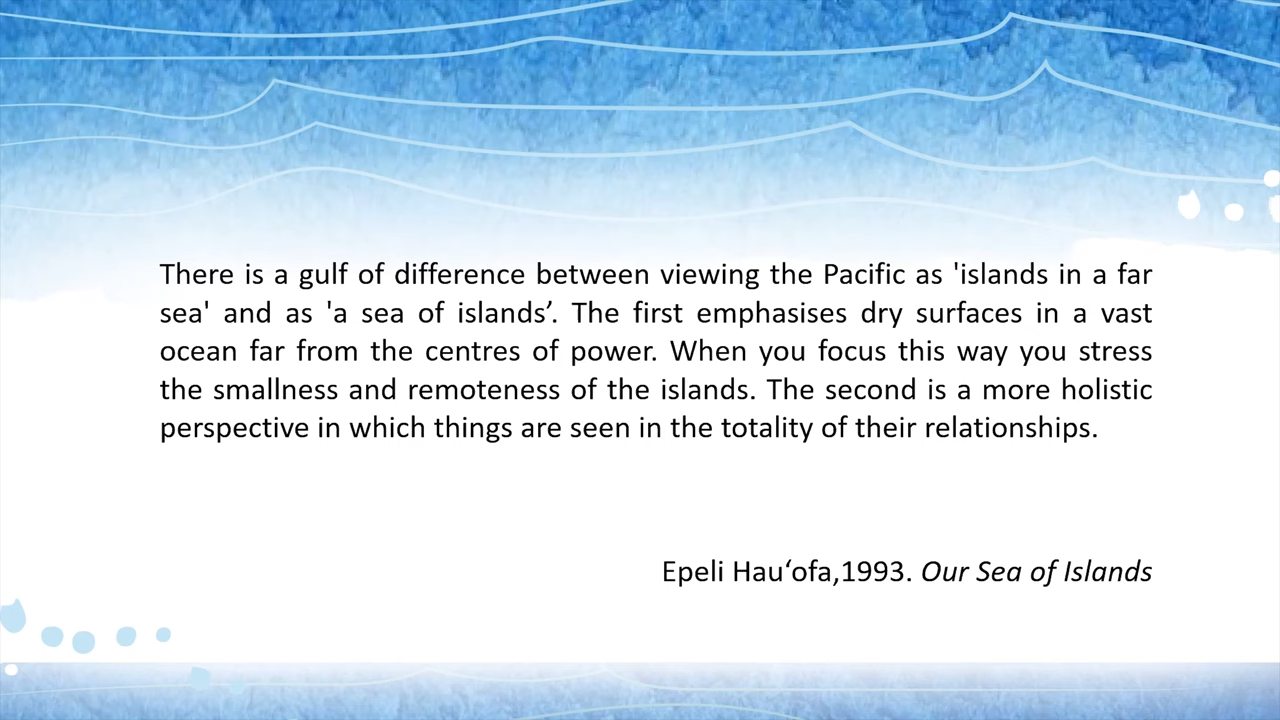 There is a gulf of difference between viewing the Pacific as 'islands in a far
sea' and as 'a sea of islands’. The first emphasises dry surfaces in a vast
ocean far from the centres of power. When you focus this way you stress
the smallness and remoteness of the islands. The second is a more holistic
perspective in which things are seen in the totality of their relationships.
Epeli Hau‘ofa,1993. Our Sea of Islands